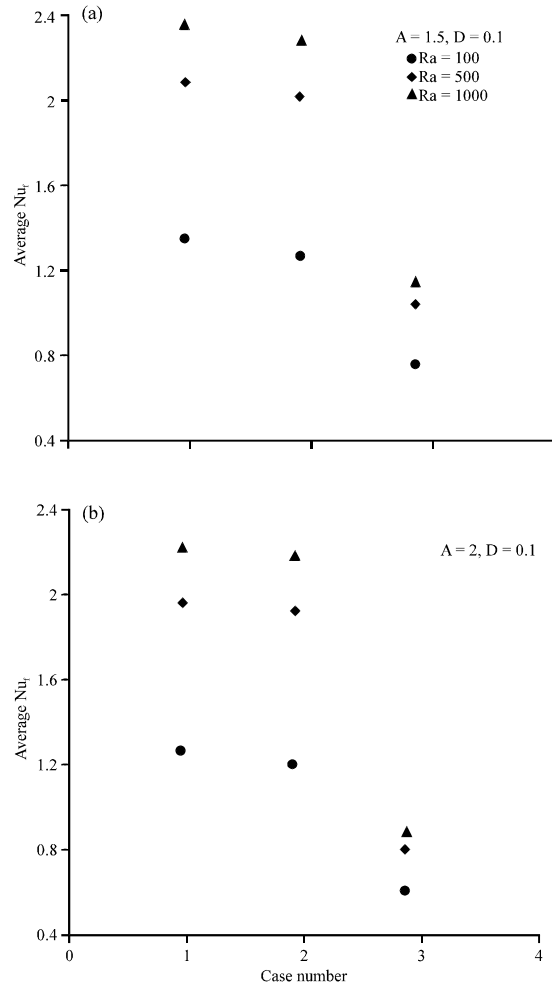 (a)
A = 1.5, D = 0.1
Ra = 100
Ra = 500
Ra = 1000
2.4
2
1.6
1.2
0.8
0.4
Average Nuf
(b)
A = 2, D = 0.1
2.4
2
1.6
1.2
0.8
0.4
Average Nuf
0 1 2 3 4
Case number